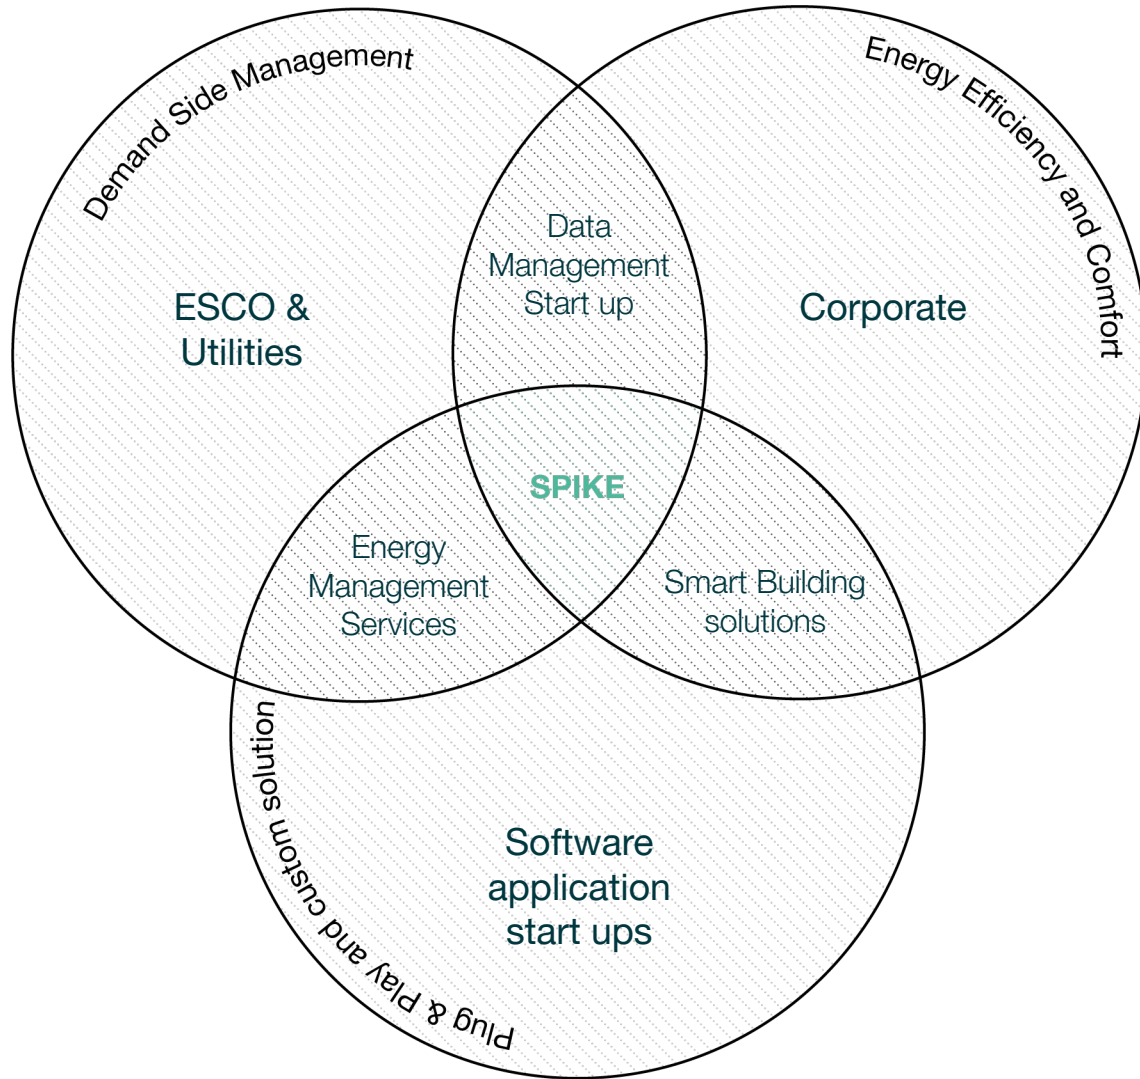 Demand Side Management
Energy Efficiency and Comfort
Data
Management
Start up
ESCO &
Utilities
Corporate
SPIKE
Energy
Management
Services
Smart Building
solutions
Plug & Play and custom solution
Software
application
start ups